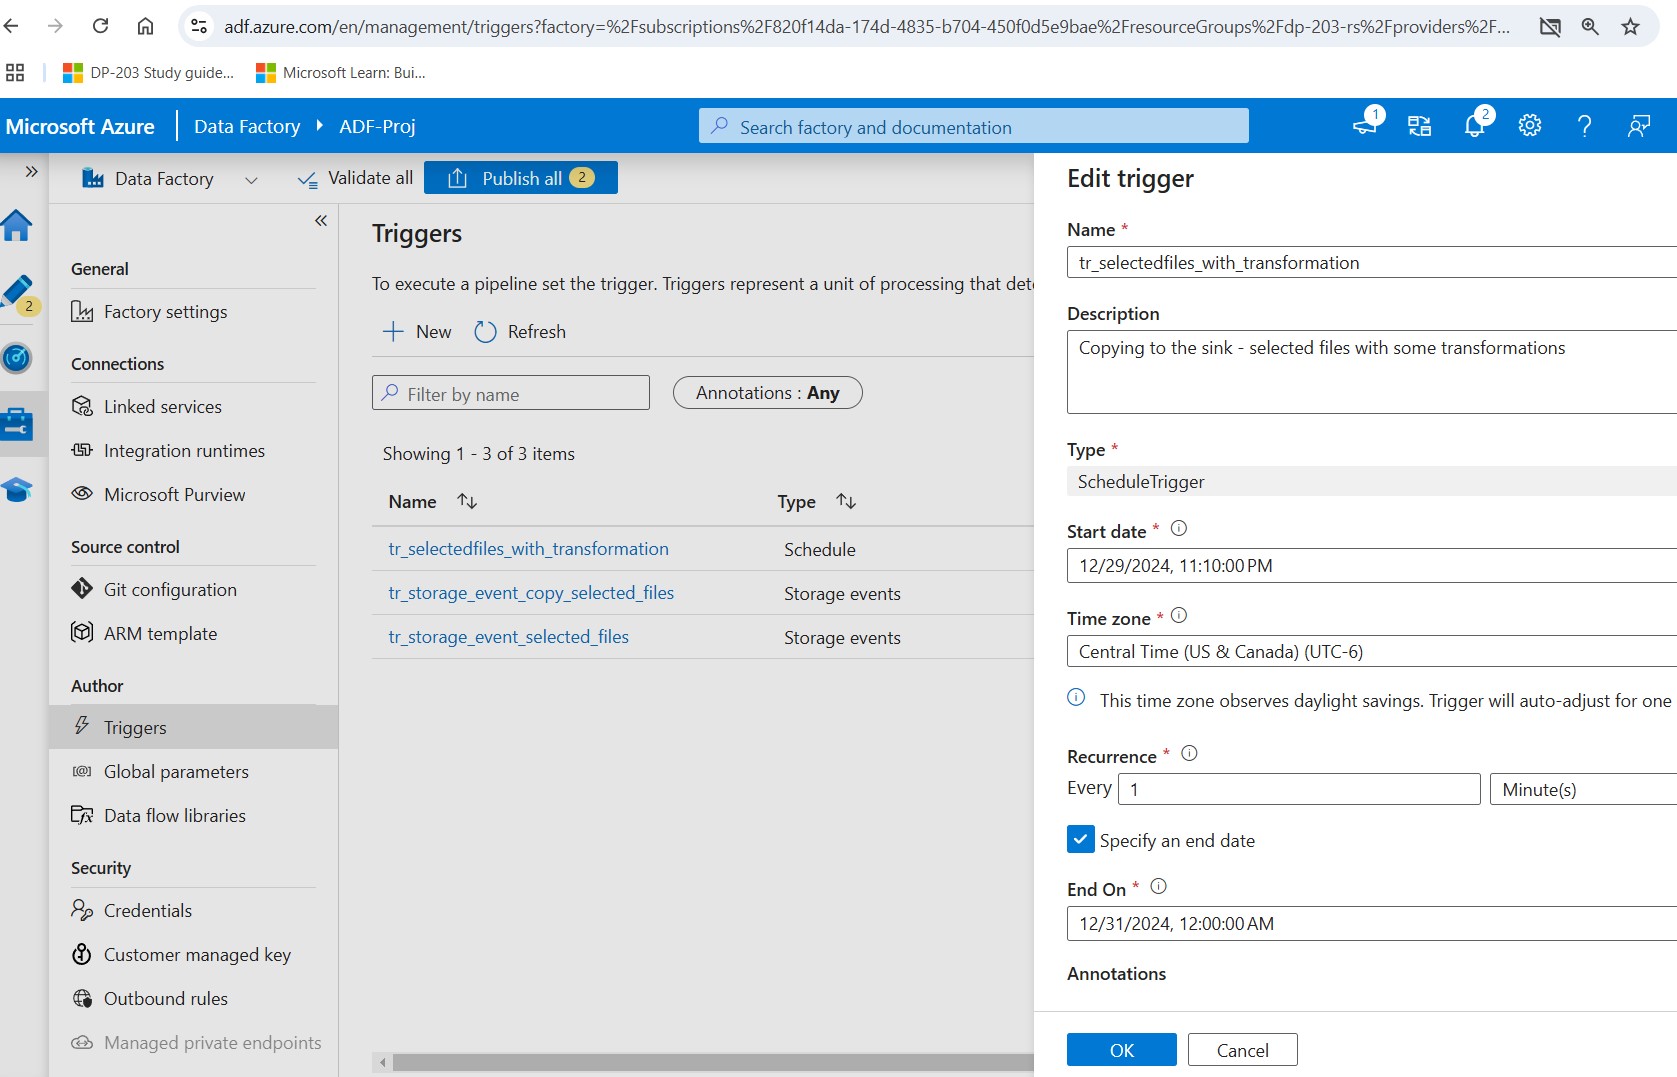 adf.azure.com/en/management/triggers?factory=%2Fsubscriptions%2F820f14da-174d-4835-b704-450f0d5e9bae%2FresourceGroups%2Fdp-203-rs%2Fproviders%2F...
DP-203 Study guide...
Microsoft Learn: Bui...
Microsoft Azure
Data Factory
ADF-Proj
Search factory and documentation
1
2
Data Factory
Validate all
Publish all 2
2
General
Factory settings
Connections
Linked services
Integration runtimes
Microsoft Purview
Source control
Git configuration
ARM template
Author
Triggers
Global parameters
Data flow libraries
Security
Credentials
Customer managed key
Outbound rules
Managed private endpoints
Triggers
To execute a pipeline set the trigger. Triggers represent a unit of processing that dete
New
Refresh
Filter by name
Annotations : Any
Showing 1 - 3 of 3 items
Name Type
tr_selectedfiles_with_transformation Schedule
tr_storage_event_copy_selected_files Storage events
tr_storage_event_selected_files Storage events
Edit trigger
Name *
tr_selectedfiles_with_transformation
Description
Copying to the sink - selected files with some transformations
Type *
ScheduleTrigger
Start date *
12/29/2024, 11:10:00 PM
Time zone *
Central Time (US & Canada) (UTC-6)
This time zone observes daylight savings. Trigger will auto-adjust for one
Recurrence *
Every 1 Minute(s)
Specify an end date
End On *
12/31/2024, 12:00:00 AM
Annotations
OK
Cancel